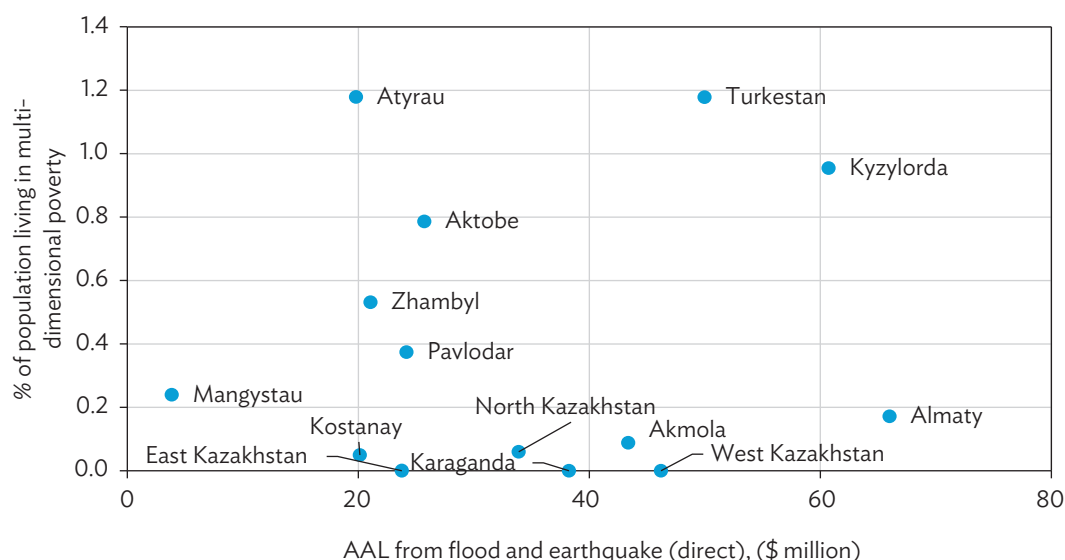 1.4
1.2
1.0
0.8
0.6
0.4
0.2
0.0
% of population living in multi-
dimensional poverty
Atyrau
Turkestan
Kyzylorda
Aktobe
Zhambyl
Pavlodar
Mangystau
North Kazakhstan
Almaty
Kostanay
Akmola
East Kazakhstan
Karaganda
West Kazakhstan
0 20 40 60 80
AAL from flood and earthquake (direct), ($ million)